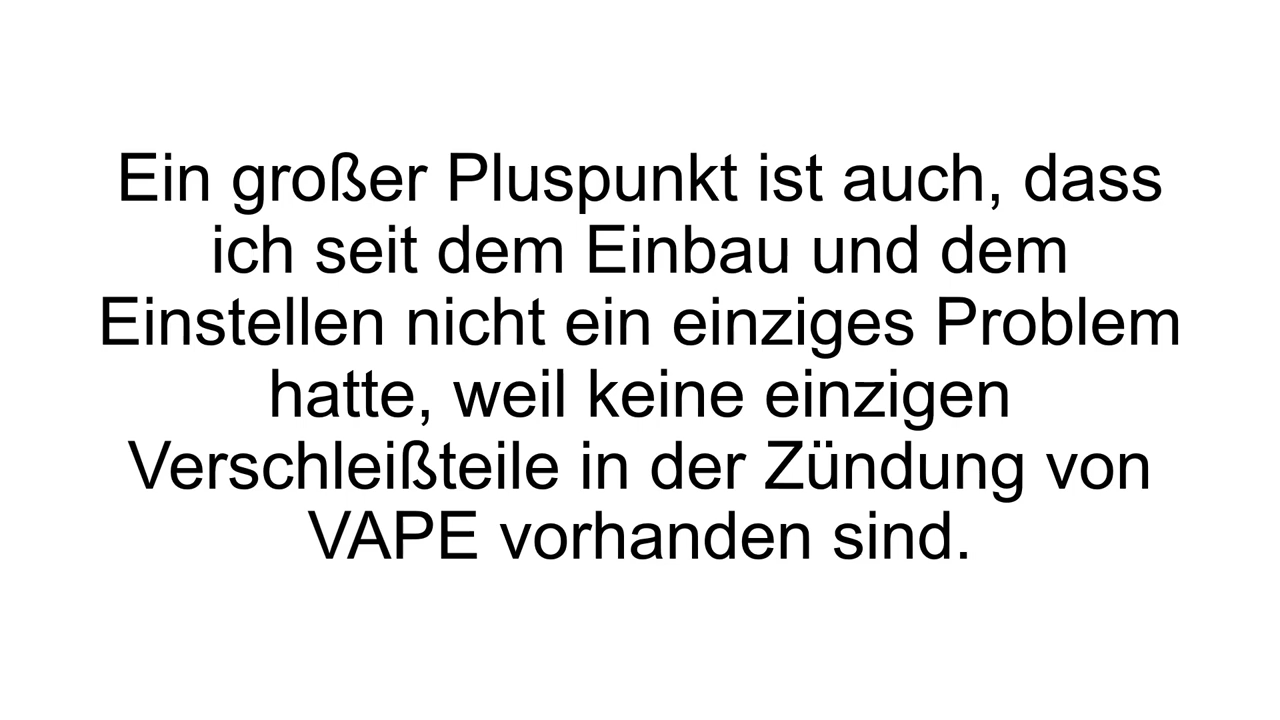 Ein großer Pluspunkt ist auch, dass
ich seit dem Einbau und dem
Einstellen nicht ein einziges Problem
hatte, weil keine einzigen
Verschleißteile in der Zündung von
VAPE vorhanden sind.